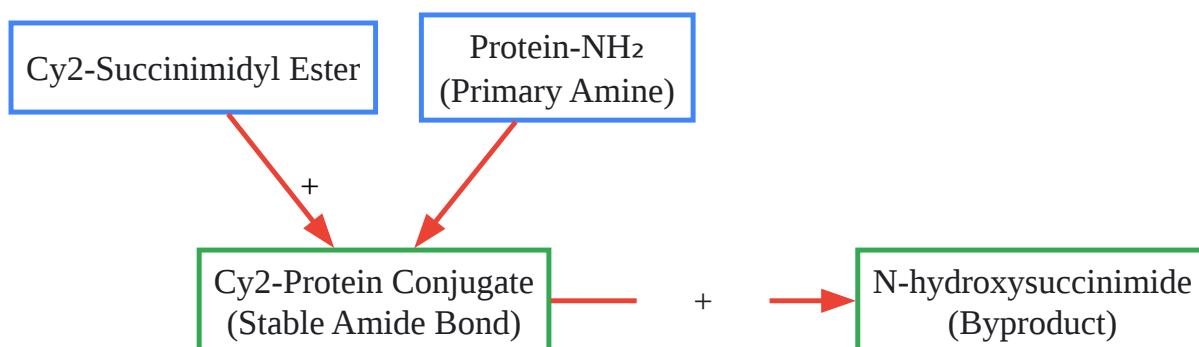 Cy2-Succinimidyl Ester
Protein-NH₂
(Primary Amine)
+
Cy2-Protein Conjugate
(Stable Amide Bond)
+
N-hydroxysuccinimide
(Byproduct)